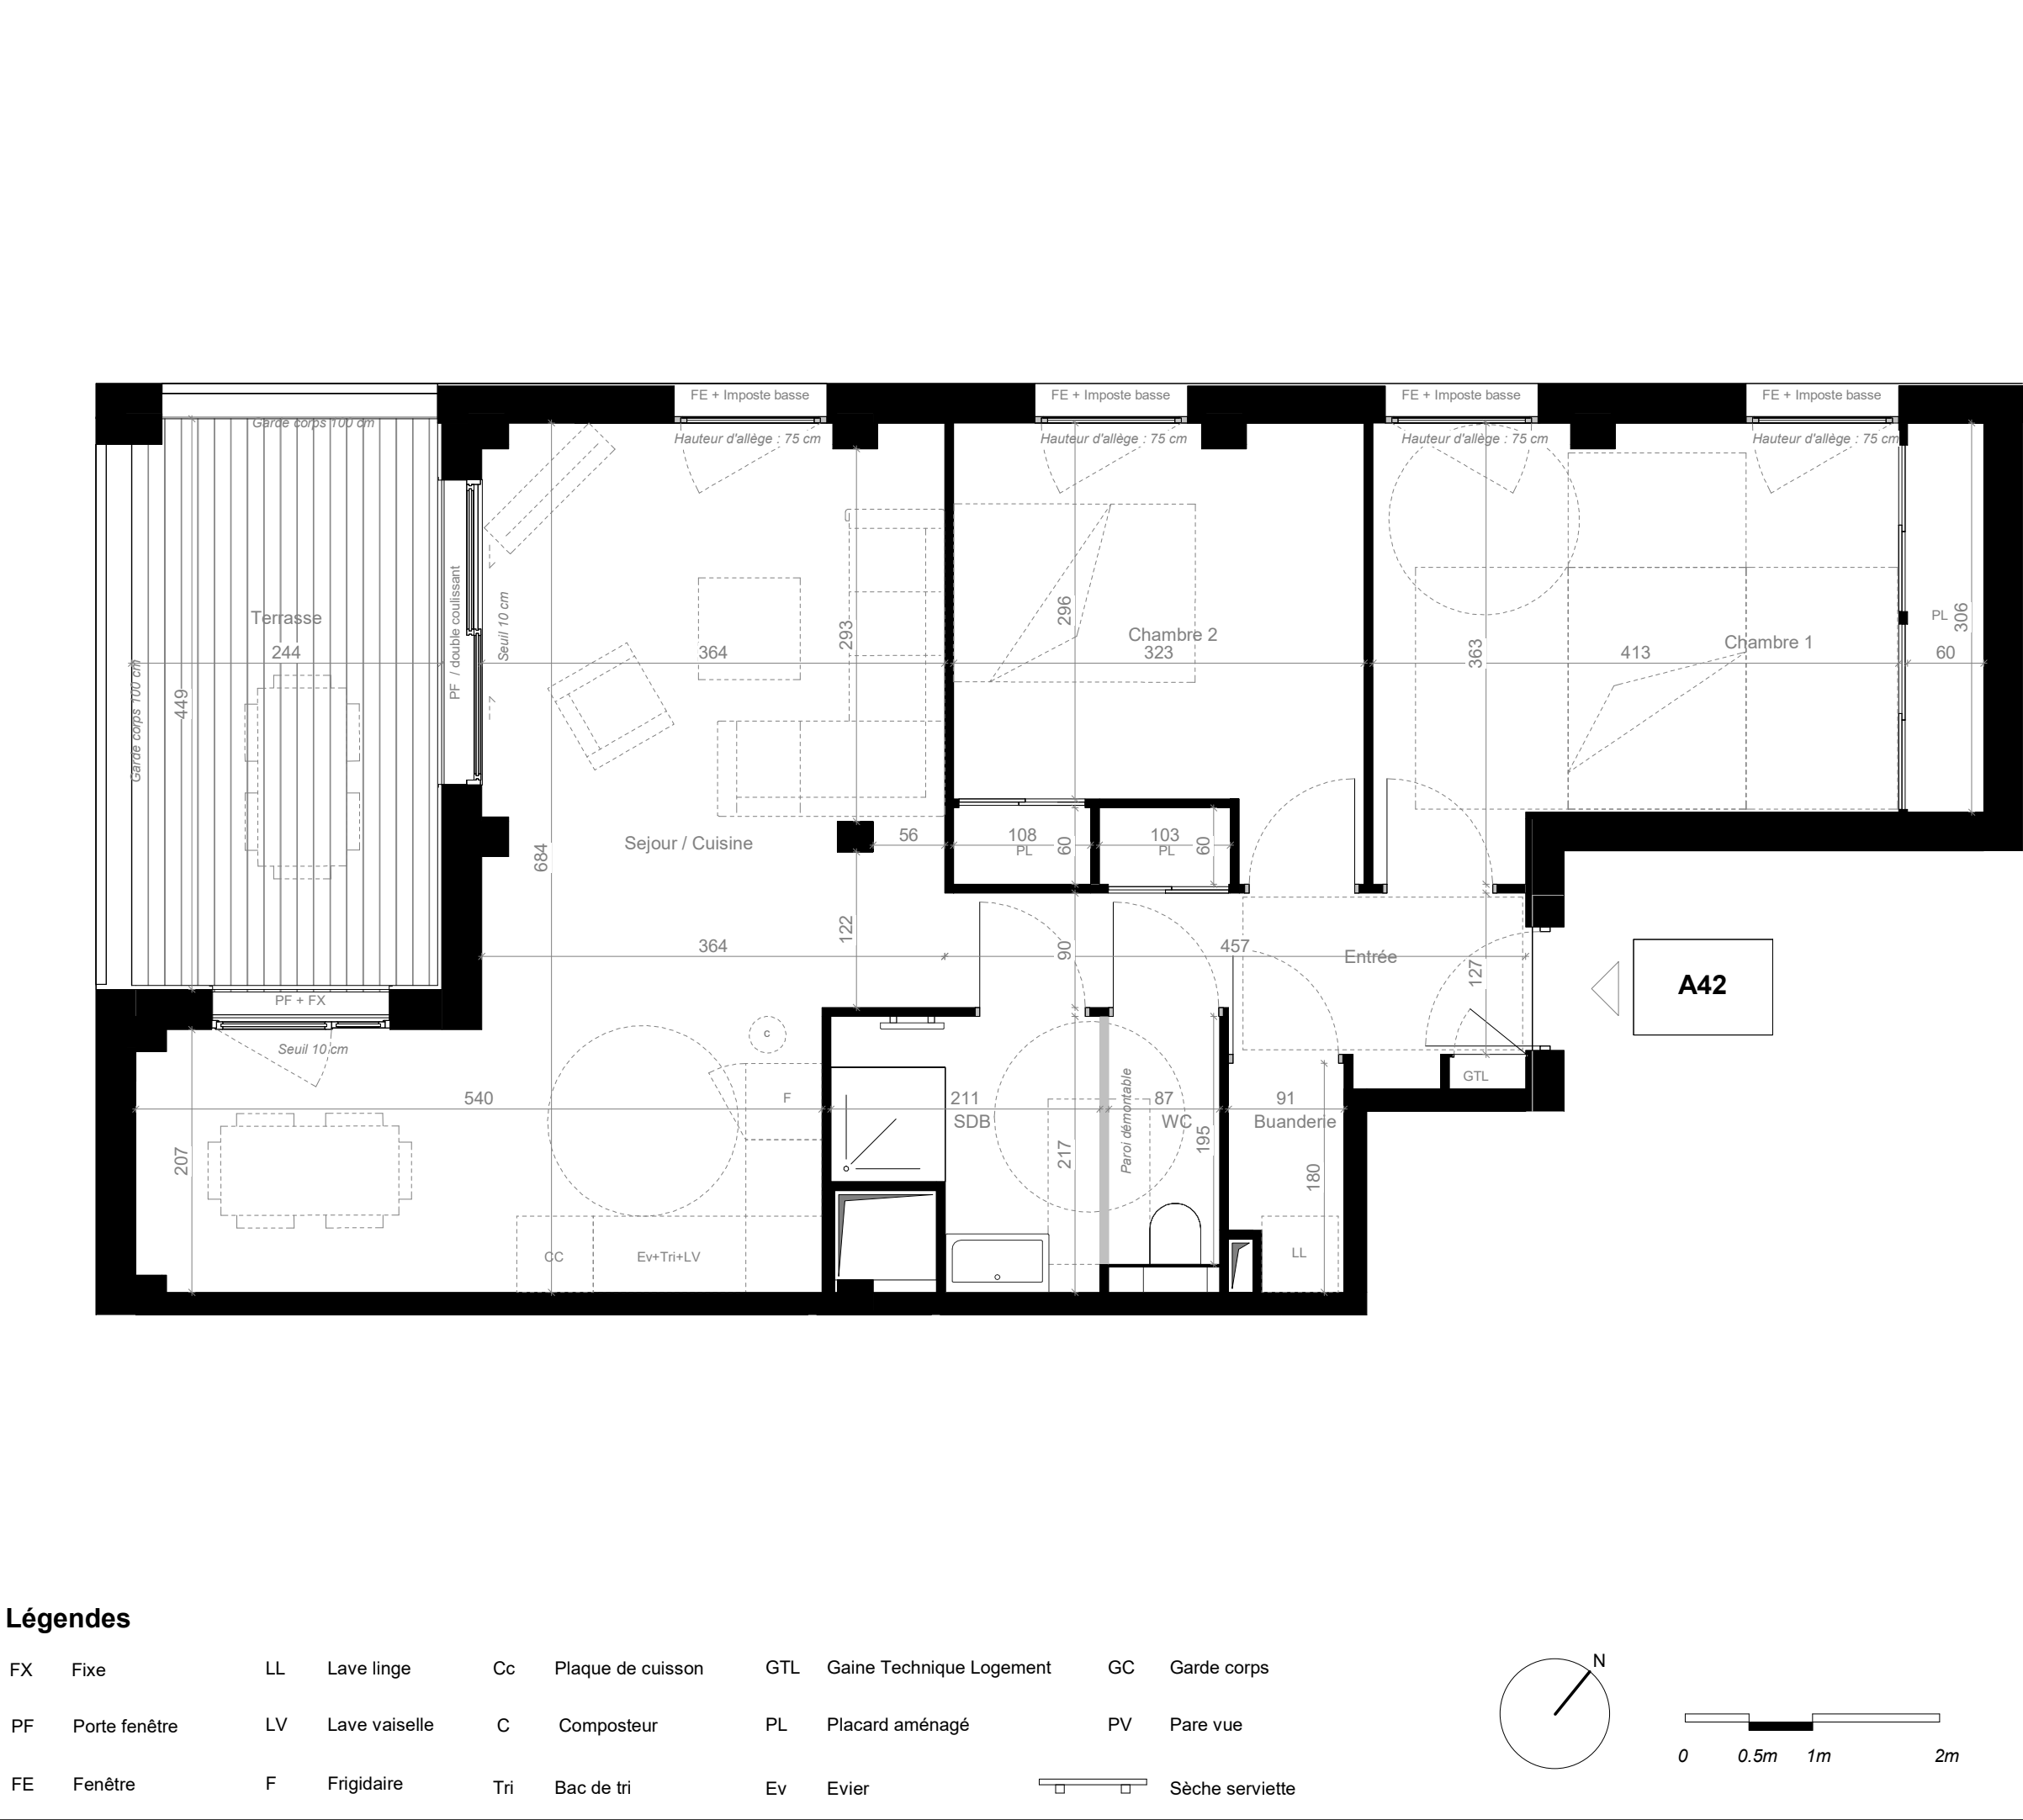 FE + Imposte basse
FE + Imposte basse
FE + Imposte basse
FE + Imposte basse
Garde corps 100 cm
Hauteur d'allège : 75 cm
Hauteur d'allège : 75 cm
Hauteur d'allège : 75 cm
Hauteur d'allège : 75 cm
Terrasse
244
449
Garde corps 100 cm
PF / double coulissant
Seuil 10 cm
364
293
296
Chambre 2
323
363
413
Chambre 1
PL
306
60
Sejour / Cuisine
684
56
108
PL
60
103
PL
60
122
364
90
457
Entrée
127
A42
PF + FX
Seuil 10 cm
c
F
GTL
540
207
211
SDB
217
Paroi démontable
87
WC
195
91
Buanderie
180
CC
Ev+Tri+LV
LL
Légendes
FX Fixe
LL Lave linge
Cc Plaque de cuisson
GTL Gaine Technique Logement
GC Garde corps
PF Porte fenêtre
LV Lave vaiselle
C Composteur
PL Placard aménagé
PV Pare vue
FE Fenêtre
F Frigidaire
Tri Bac de tri
Ev Evier
Sèche serviette
N
0 0.5m 1m 2m